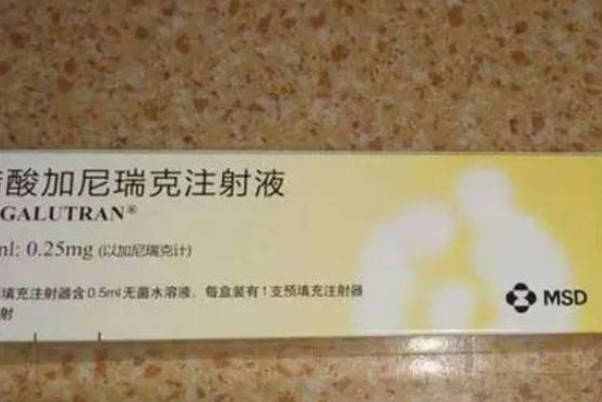 酸加尼瑞克注射液
GALUTRAN®
ml: 0.25mg (以加尼瑞克计)
填充注射器含0.5ml无菌水溶液，每盒装有1支预填充注射器
射
MSD